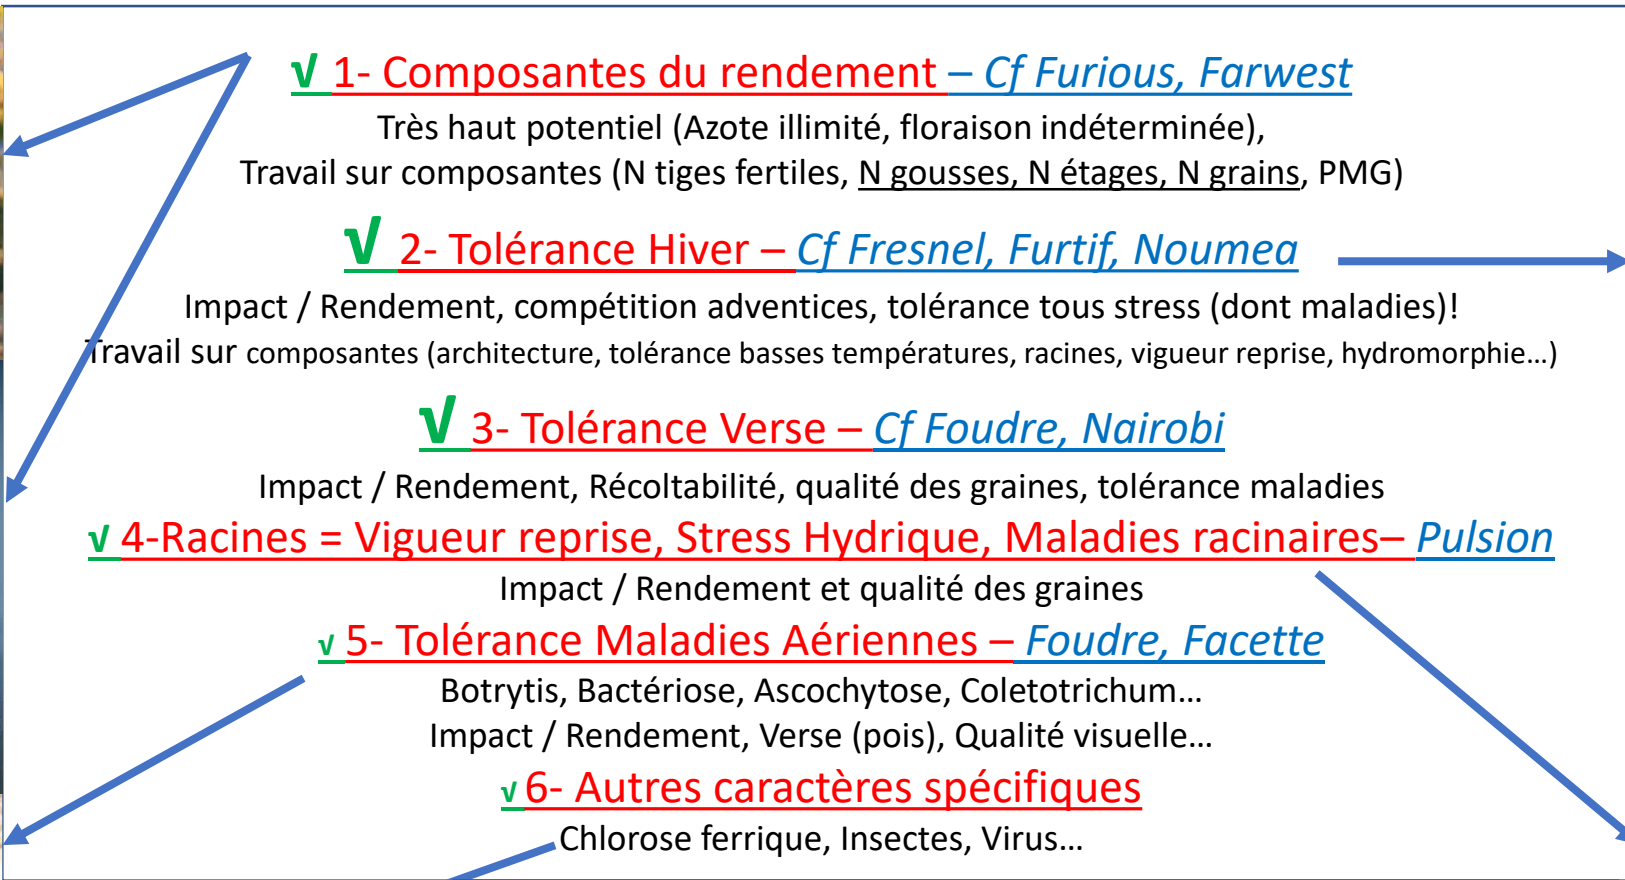 √ 1- Composantes du rendement – Cf Furious, Farwest
Très haut potentiel (Azote illimité, floraison indéterminée),
Travail sur composantes (N tiges fertiles, N gousses, N étages, N grains, PMG)
√ 2- Tolérance Hiver – Cf Fresnel, Furtif, Noumea
Impact / Rendement, compétition adventices, tolérance tous stress (dont maladies)!
Travail sur composantes (architecture, tolérance basses températures, racines, vigueur reprise, hydromorphie…)
√ 3- Tolérance Verse – Cf Foudre, Nairobi
Impact / Rendement, Récoltabilité, qualité des graines, tolérance maladies
√ 4-Racines = Vigueur reprise, Stress Hydrique, Maladies racinaires– Pulsion
Impact / Rendement et qualité des graines
√ 5- Tolérance Maladies Aériennes – Foudre, Facette
Botrytis, Bactériose, Ascochytose, Coletotrichum…
Impact / Rendement, Verse (pois), Qualité visuelle…
√ 6- Autres caractères spécifiques
Chlorose ferrique, Insectes, Virus…